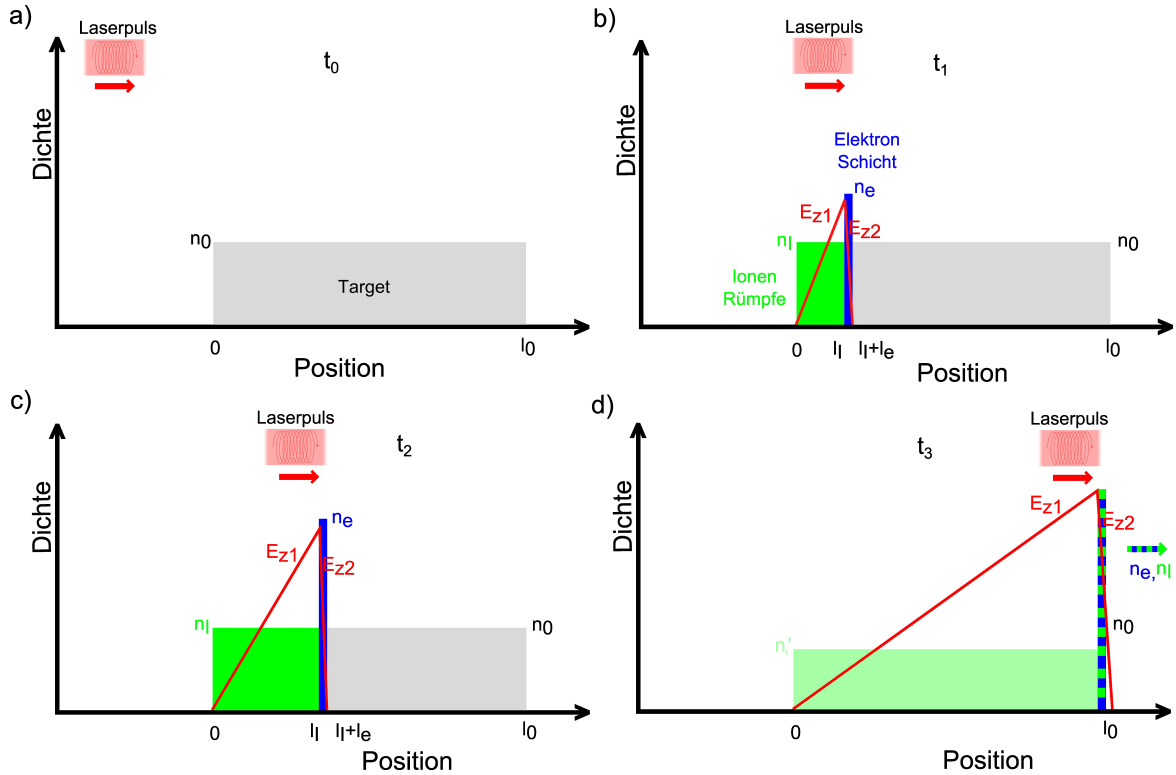 a)
Laserpuls
t0
Dichte
n0
Target
0
l0
Position
b)
Laserpuls
t1
Dichte
Elektron
Schicht
ne
Ez1
Ez2
nI
n0
Ionen
Rümpfe
0
lI
lI+le
l0
Position
c)
Laserpuls
t2
Dichte
ne
Ez1
Ez2
nI
n0
0
lI
lI+le
l0
Position
d)
Laserpuls
t3
Dichte
Ez1
Ez2
ne,nI
n0
nI'
0
l0
Position